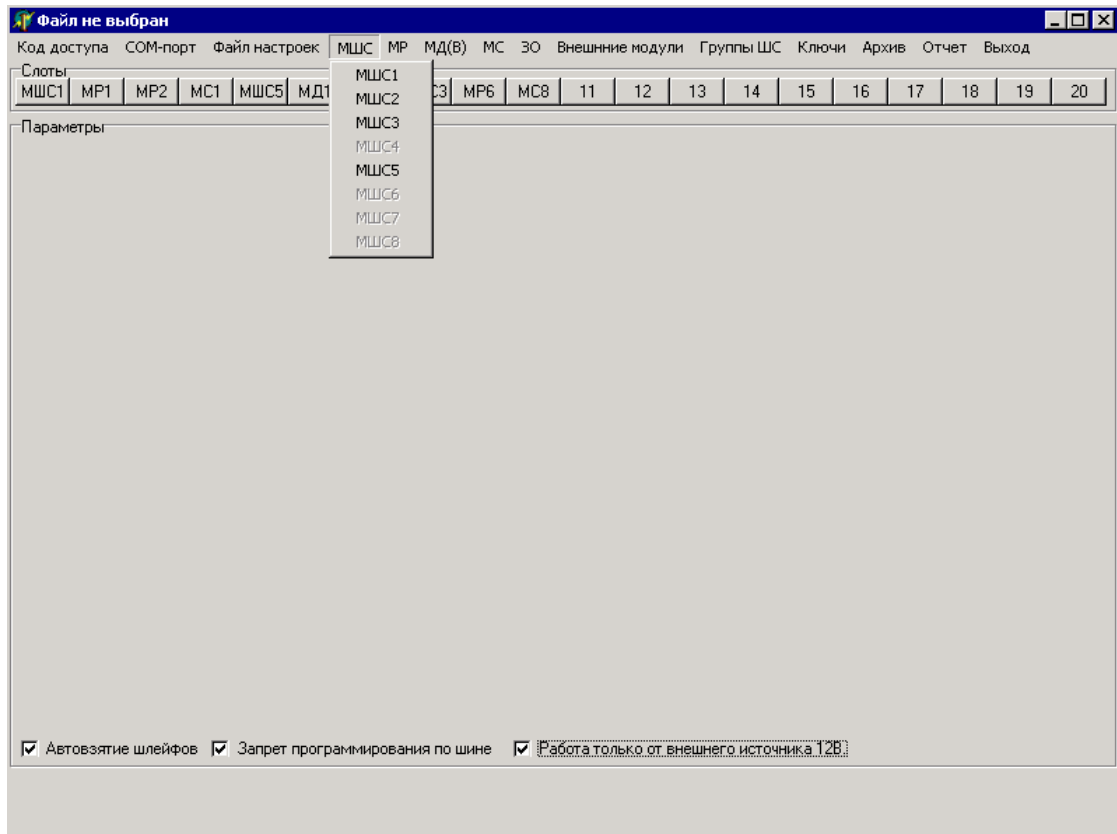 Файл не выбран
Код доступа COM-порт Файл настроек МШС МР МД(В) МС ЗО Внешнние модули Группы ШС Ключи Архив Отчет Выход
Слоты
МШС1 МР1 МР2 МС1 МШС5 МР6 МС8 11 12 13 14 15 16 17 18 19 20
МШС1
МШС2
МШС3
МШС4
МШС5
МШС6
МШС7
МШС8
Параметры
Автовзятие шлейфов Запрет программирования по шине Работа только от внешнего источника 12В.